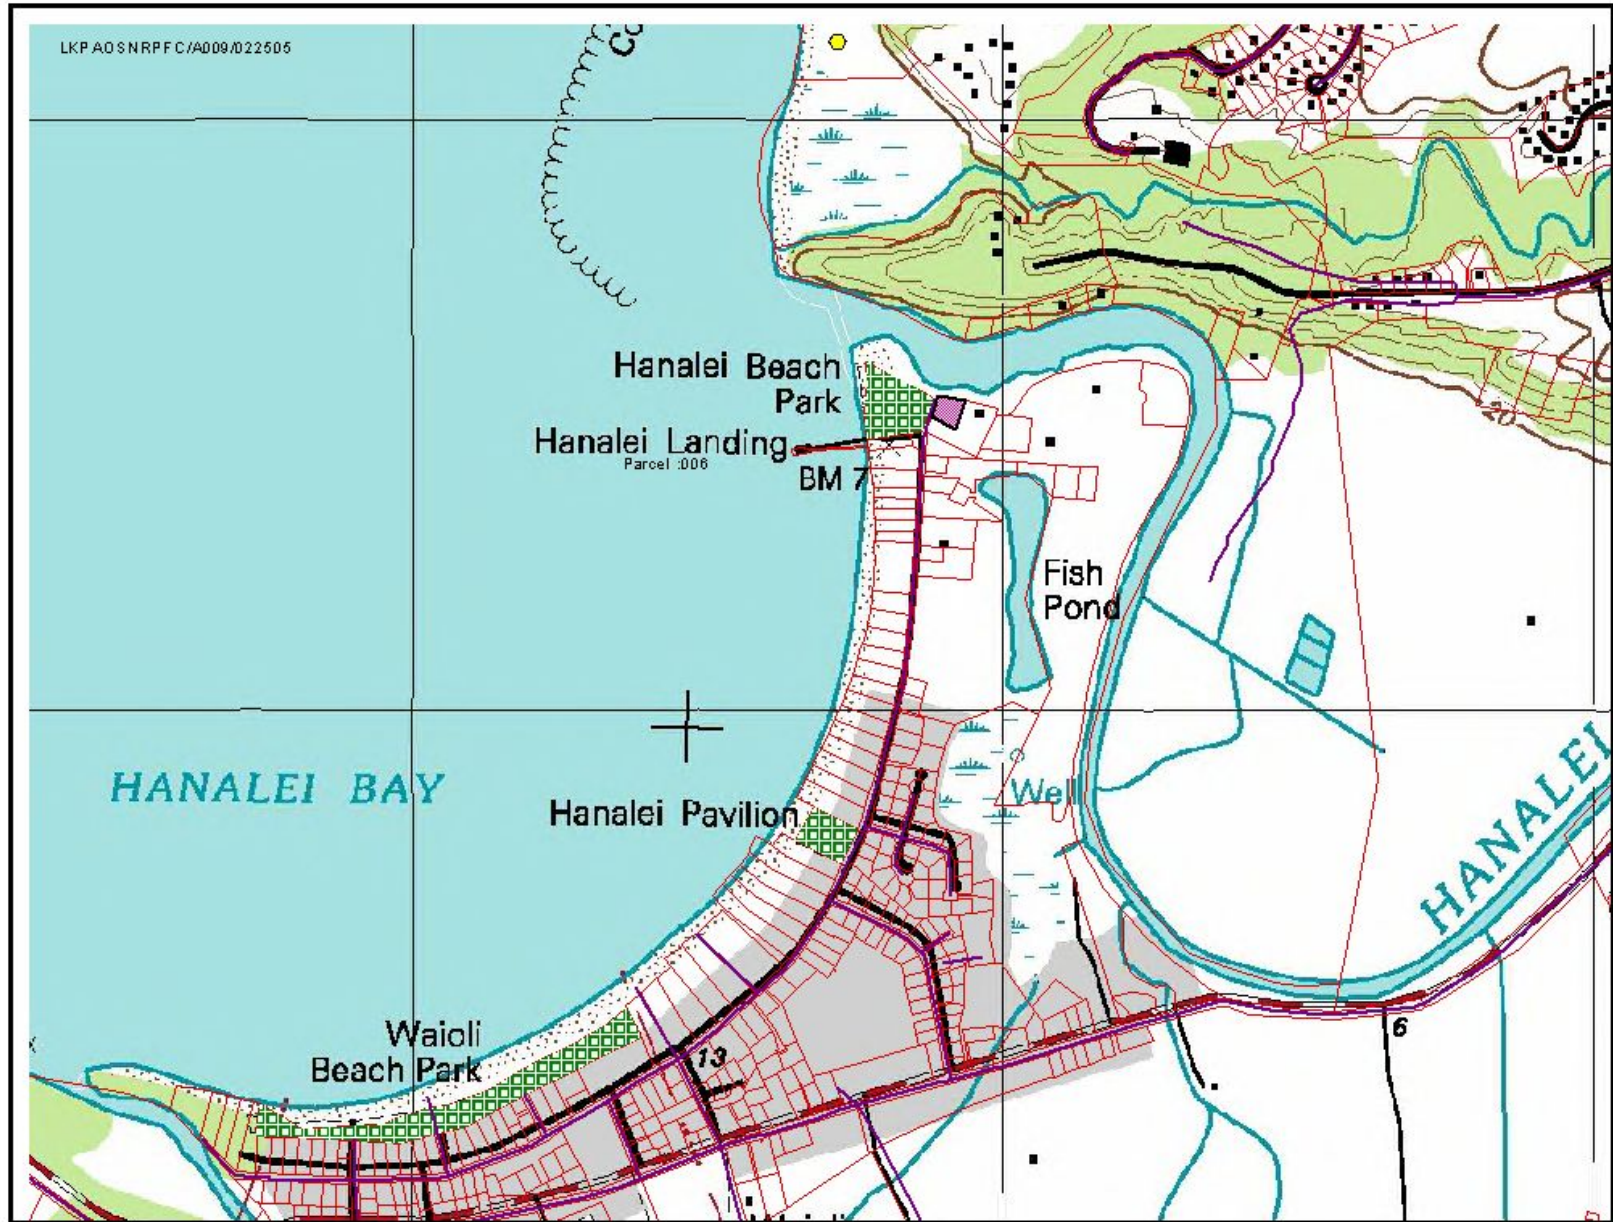 LKPAOSNRPFC/A009/022505
Hanalei Beach
Park
Hanalei Landing
Parcel :006
BM 7
20
Fish
Pond
HANALEI BAY
Well
Hanalei Pavilion
HANALEI
Waioli
Beach Park
13
6